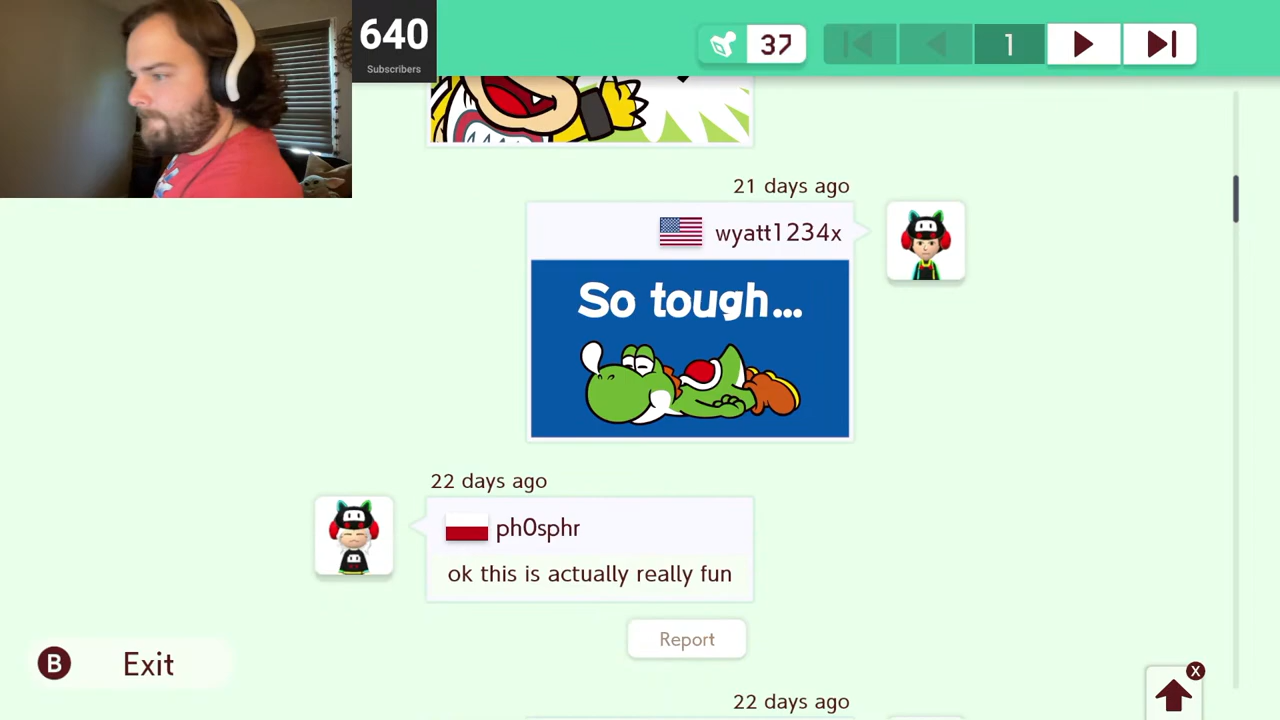 640
Subscribers
37
1
21 days ago
wyatt1234x
So tough...
22 days ago
ph0sphr
ok this is actually really fun
Report
B Exit
X
22 days ago